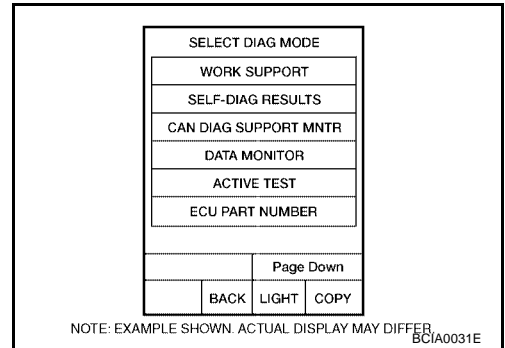 SELECT DIAG MODE
WORK SUPPORT
SELF-DIAG RESULTS
CAN DIAG SUPPORT MNTR
DATA MONITOR
ACTIVE TEST
ECU PART NUMBER
Page Down
BACK LIGHT COPY
NOTE: EXAMPLE SHOWN. ACTUAL DISPLAY MAY DIFFER.
BCIA0031E